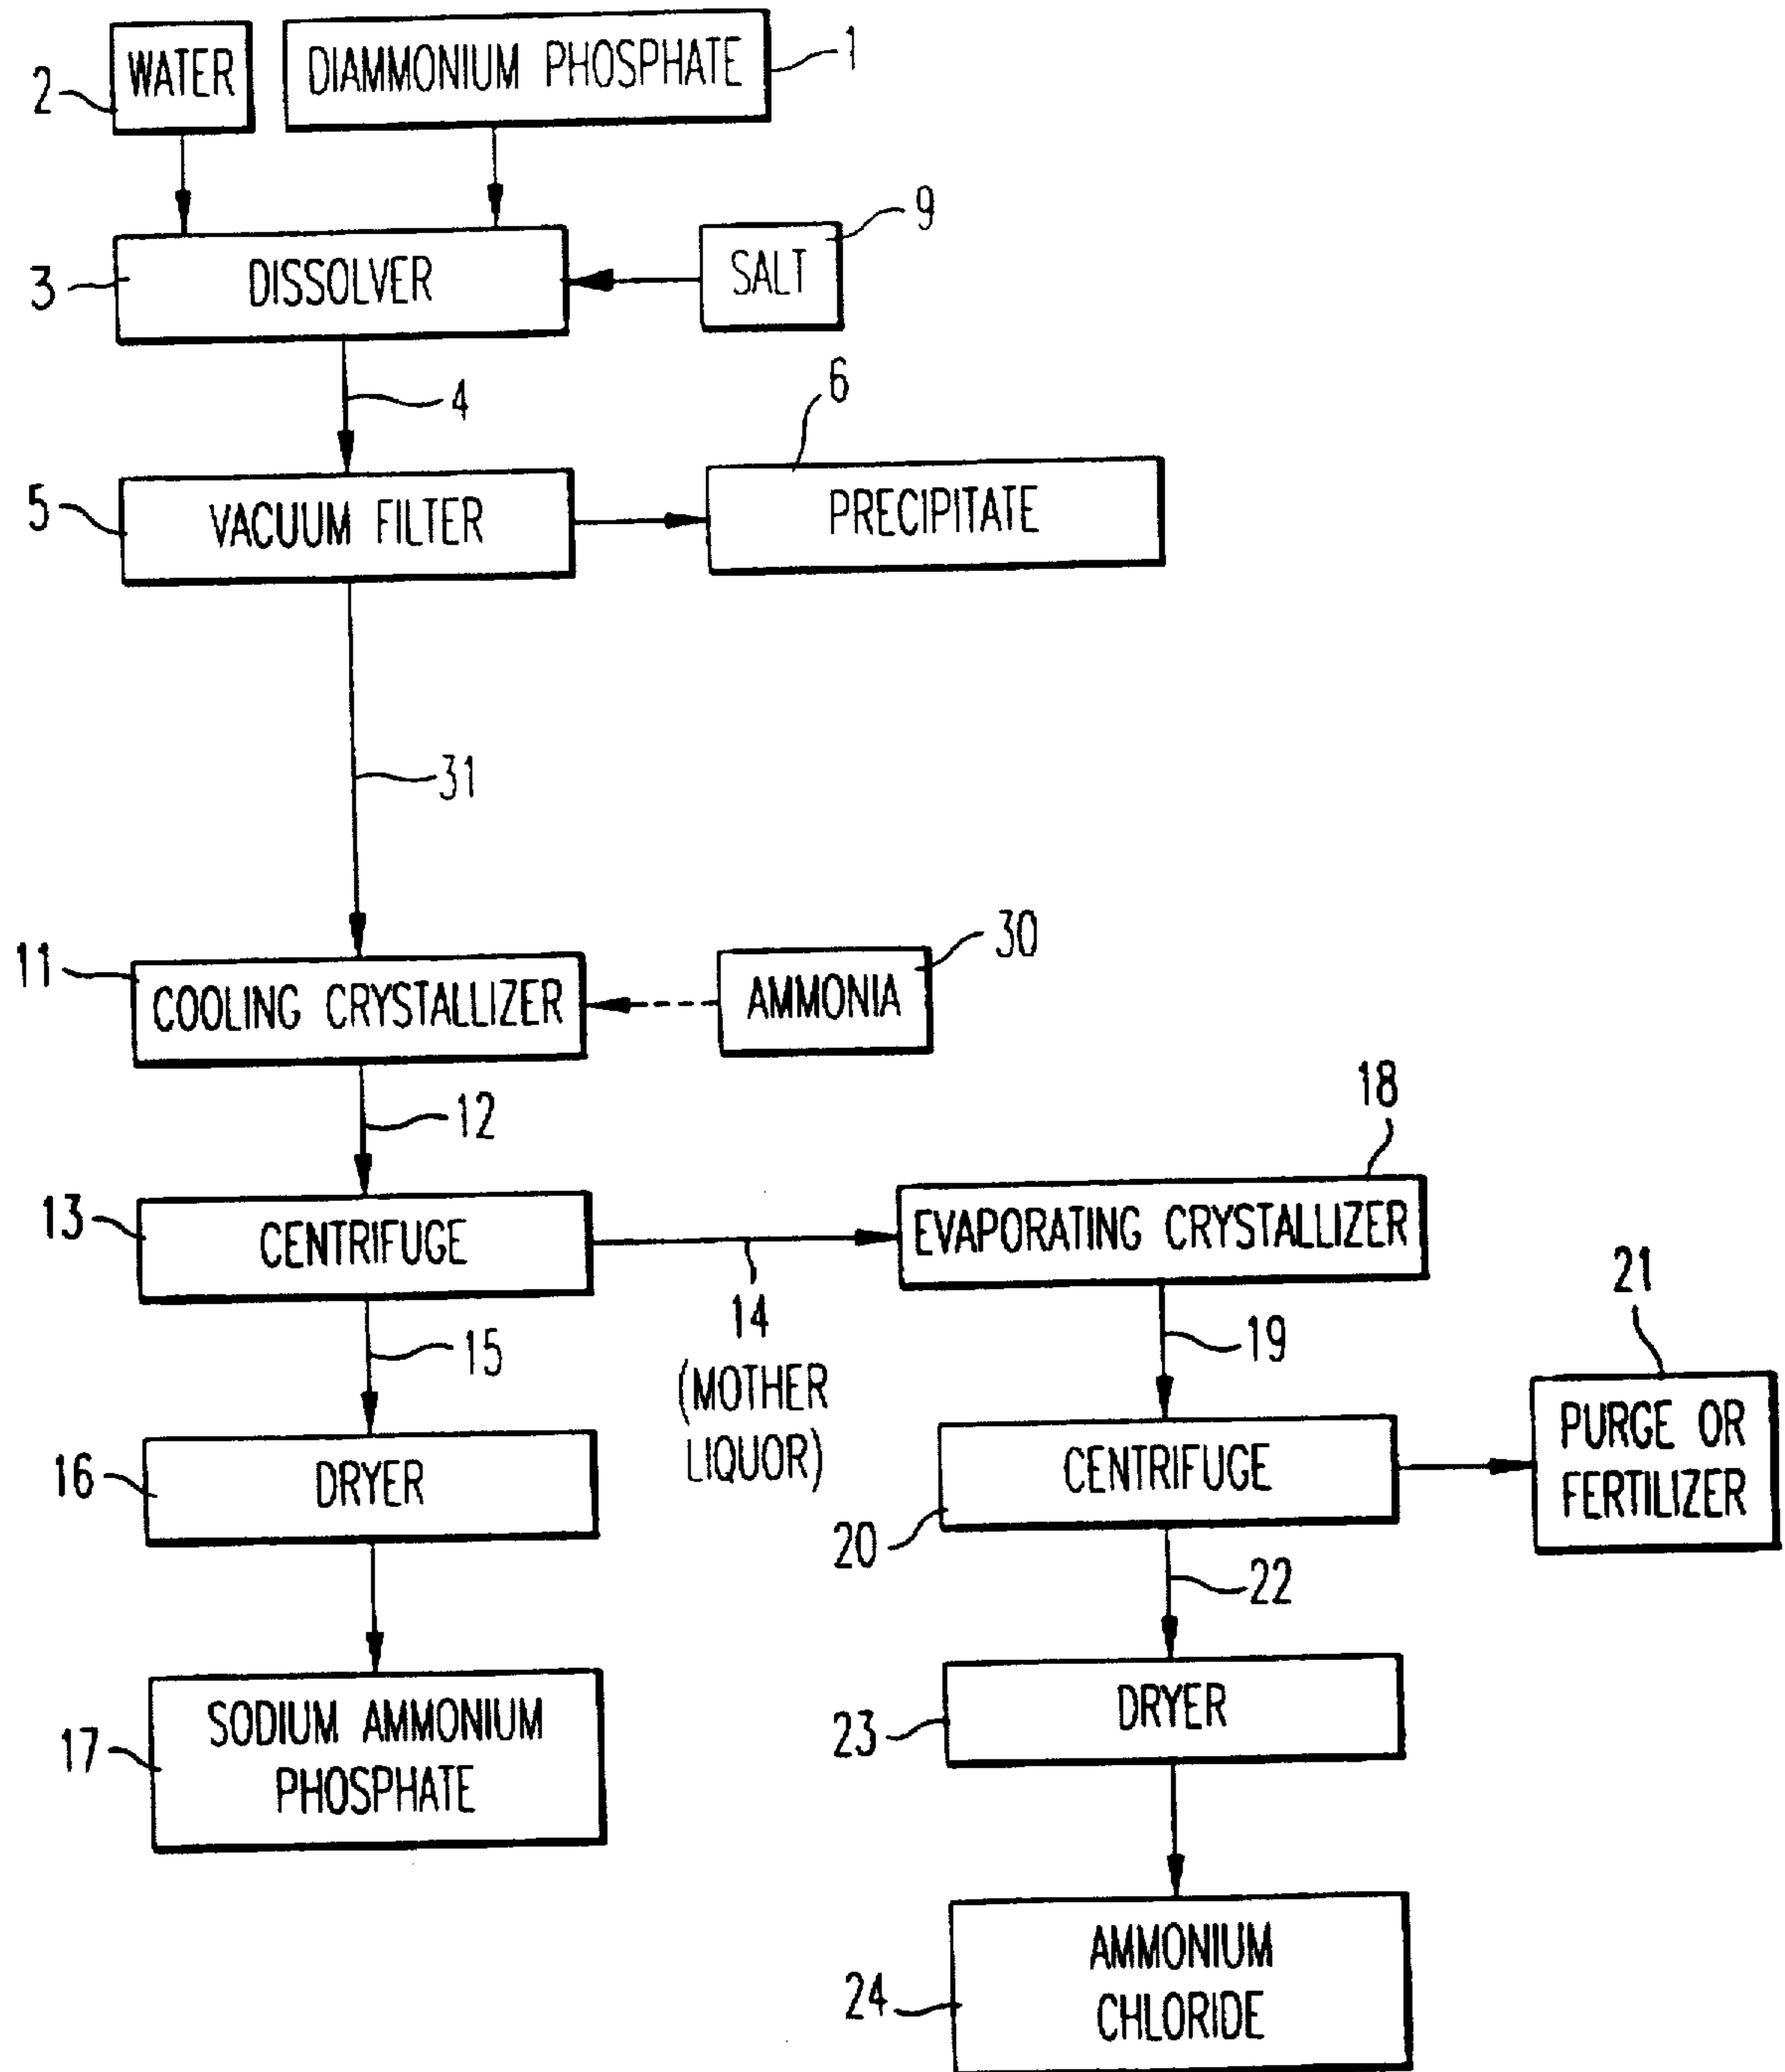 WATER
DIAMMONIUM PHOSPHATE
1
2
DISSOLVER
3
SALT
9
4
6
VACUUM FILTER
5
PRECIPITATE
31
11
COOLING CRYSTALLIZER
AMMONIA
30
12
18
13
CENTRIFUGE
EVAPORATING CRYSTALLIZER
14
(MOTHER
LIQUOR)
15
19
21
16
DRYER
CENTRIFUGE
20
PURGE OR
FERTILIZER
22
17
SODIUM AMMONIUM
PHOSPHATE
23
DRYER
24
AMMONIUM
CHLORIDE